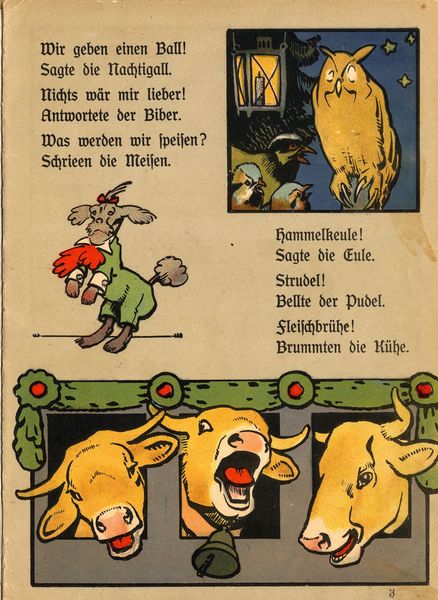 Wir geben einen Ball!
Sagte die Nachtigall.
Nichts wär mir lieber!
Antwortete der Biber.
Was werden wir speisen?
Schrieen die Meisen.
Hammelkeule!
Sagte die Eule.
Strudel!
Bellte der Pudel.
Fleischbrühe!
Brummten die Kühe.
3